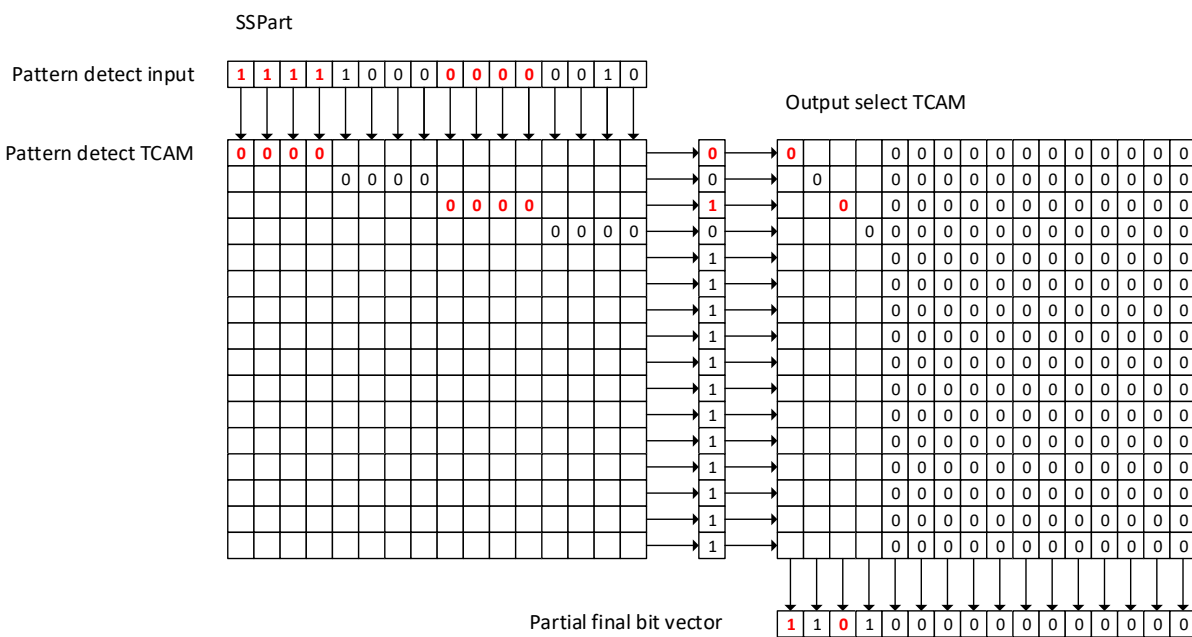 SSPart
Pattern detect input 1 1 1 1 1 0 0 0 0 0 0 0 0 0 1 0
Output select TCAM
Pattern detect TCAM 0 0 0 0 0 0 0 0 0 0 0 0 0 0 0 0 0 0
0 0 0 0 0 0 0 0 0 0 0 0 0 0 0 0 0 0
0 0 0 0 1 0 0 0 0 0 0 0 0 0 0 0 0 0
0 0 0 0 0 0 0 0 0 0 0 0 0 0 0 0 0 0
1 0 0 0 0 0 0 0 0 0 0 0 0
1 0 0 0 0 0 0 0 0 0 0 0 0
1 0 0 0 0 0 0 0 0 0 0 0 0
1 0 0 0 0 0 0 0 0 0 0 0 0
1 0 0 0 0 0 0 0 0 0 0 0 0
1 0 0 0 0 0 0 0 0 0 0 0 0
1 0 0 0 0 0 0 0 0 0 0 0 0
1 0 0 0 0 0 0 0 0 0 0 0 0
1 0 0 0 0 0 0 0 0 0 0 0 0
1 0 0 0 0 0 0 0 0 0 0 0 0
1 0 0 0 0 0 0 0 0 0 0 0 0
1 0 0 0 0 0 0 0 0 0 0 0 0
Partial final bit vector 1 1 0 1 0 0 0 0 0 0 0 0 0 0 0 0